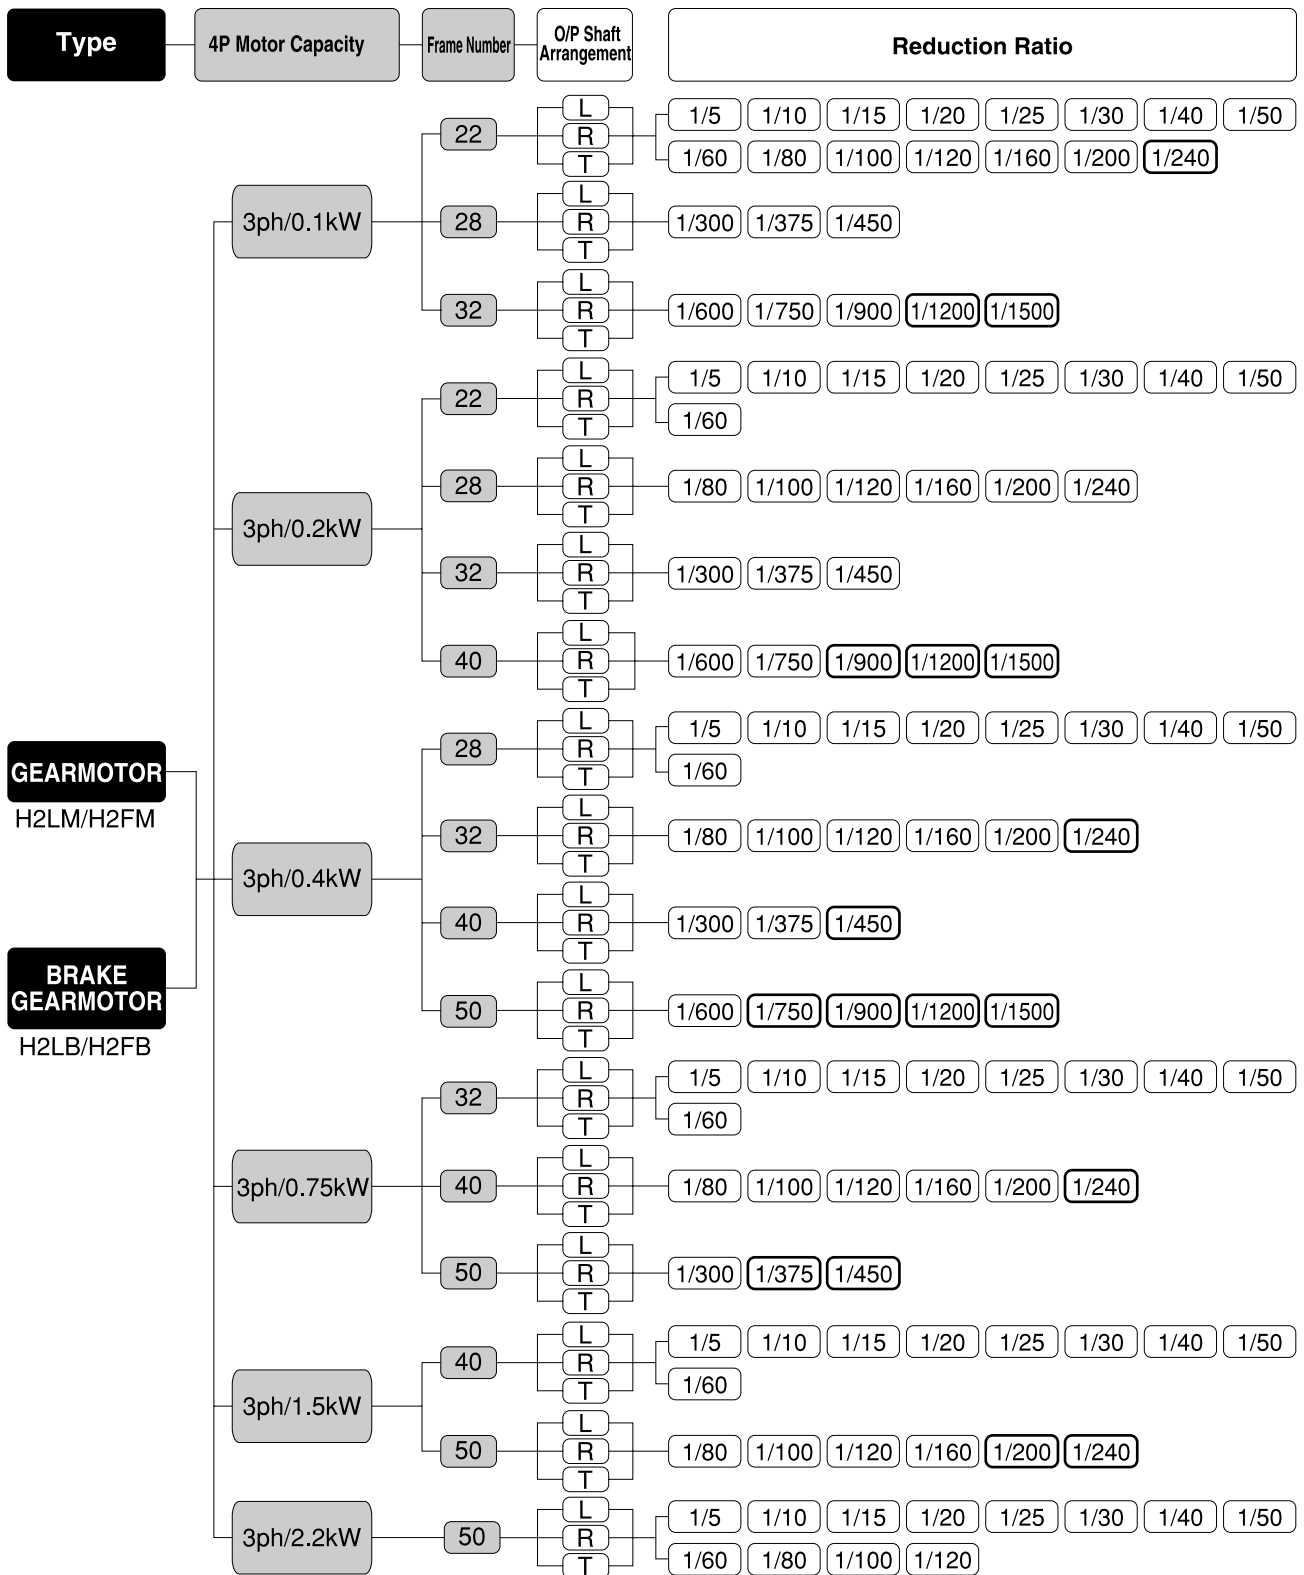 Type 4P Motor Capacity Frame Number O/P Shaft Arrangement Reduction Ratio
L
1/5 1/10 1/15 1/20 1/25 1/30 1/40 1/50
22 R
1/60 1/80 1/100 1/120 1/160 1/200 1/240
T
L
3ph/0.1kW 28 R 1/300 1/375 1/450
T
L
32 R 1/600 1/750 1/900 1/1200 1/1500
T
L
1/5 1/10 1/15 1/20 1/25 1/30 1/40 1/50
22 R
1/60
T
L
28 R 1/80 1/100 1/120 1/160 1/200 1/240
T
3ph/0.2kW
L
32 R 1/300 1/375 1/450
T
L
40 R 1/600 1/750 1/900 1/1200 1/1500
T
L
1/5 1/10 1/15 1/20 1/25 1/30 1/40 1/50
28 R
1/60
T
GEARMOTOR
H2LM/H2FM
L
32 R 1/80 1/100 1/120 1/160 1/200 1/240
T
3ph/0.4kW
L
40 R 1/300 1/375 1/450
T
BRAKE
GEARMOTOR
H2LB/H2FB
L
50 R 1/600 1/750 1/900 1/1200 1/1500
T
L
1/5 1/10 1/15 1/20 1/25 1/30 1/40 1/50
32 R
1/60
T
L
3ph/0.75kW 40 R 1/80 1/100 1/120 1/160 1/200 1/240
T
L
50 R 1/300 1/375 1/450
T
L
1/5 1/10 1/15 1/20 1/25 1/30 1/40 1/50
40 R
1/60
T
3ph/1.5kW
L
50 R 1/80 1/100 1/120 1/160 1/200 1/240
T
L
1/5 1/10 1/15 1/20 1/25 1/30 1/40 1/50
3ph/2.2kW 50 R
1/60 1/80 1/100 1/120
T